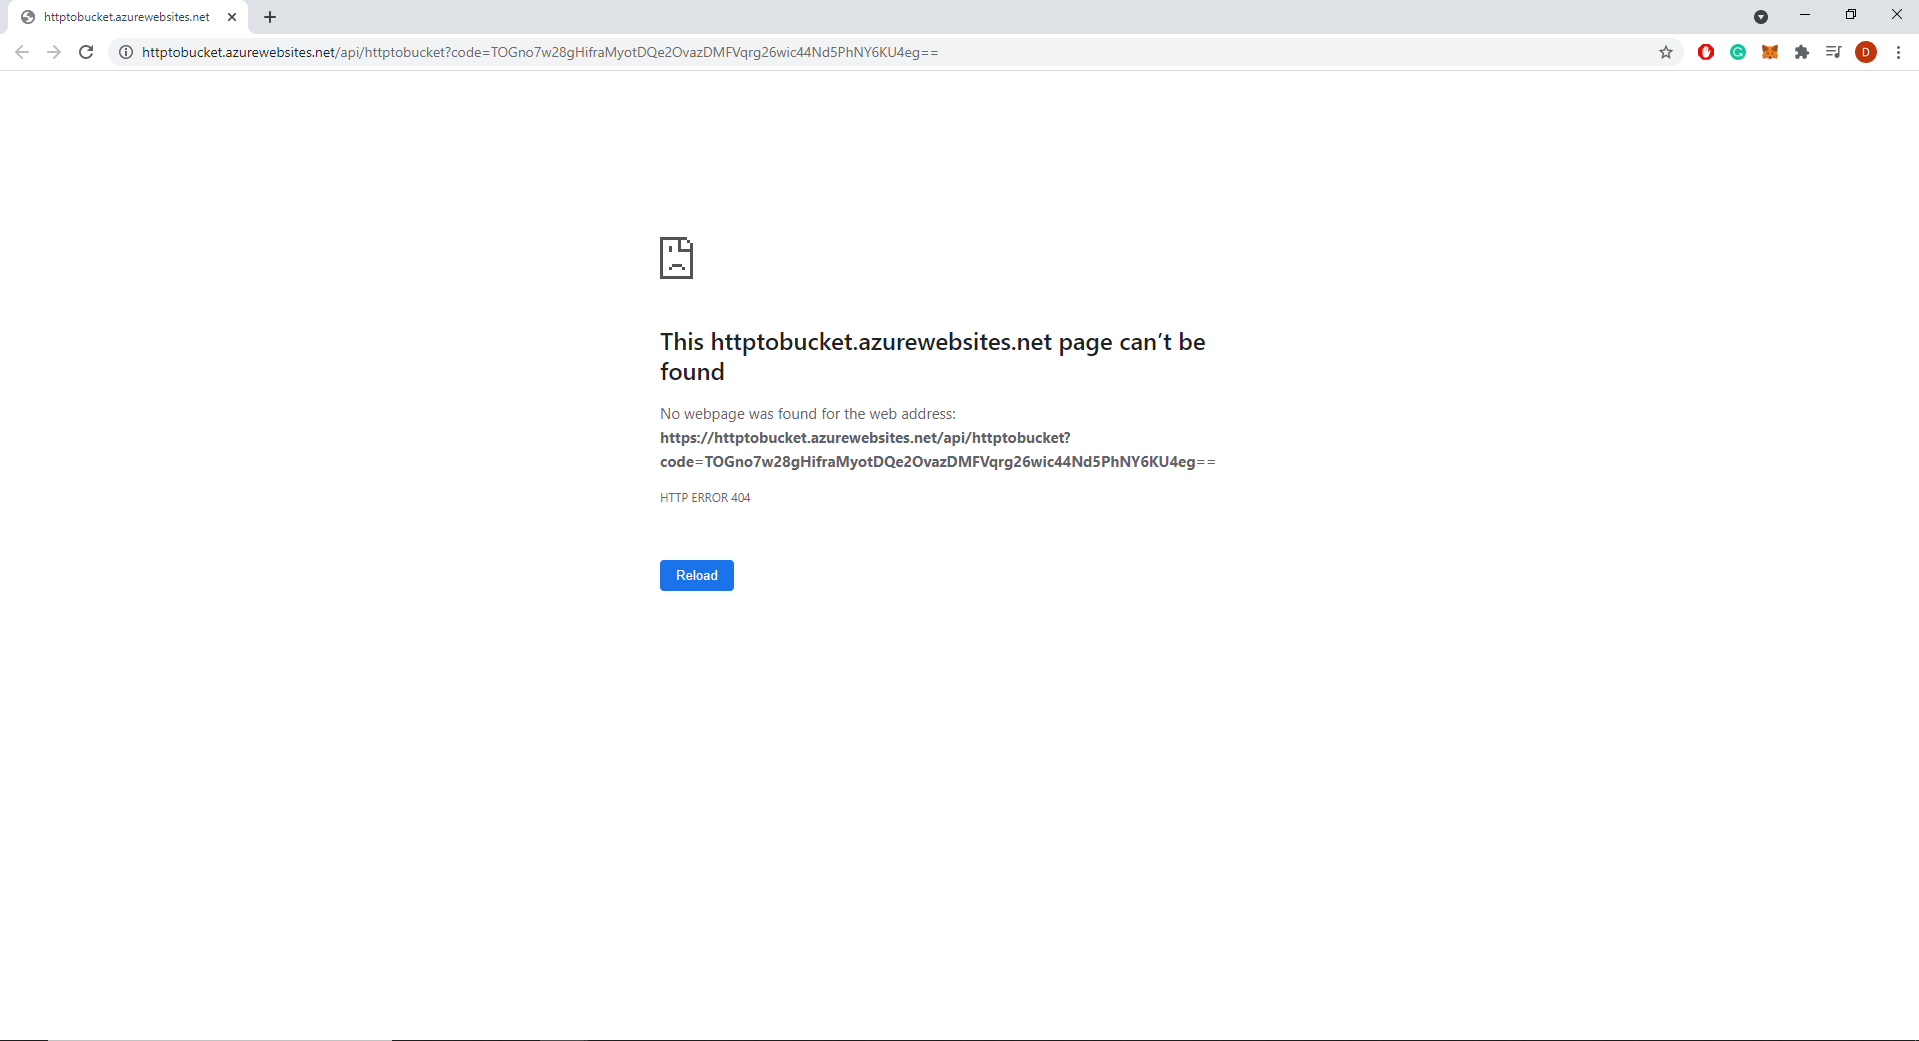 httptobucket.azurewebsites.net
httptobucket.azurewebsites.net/api/httptobucket?code=TOGno7w28gHifraMyotDQe2OvazDMFVqrg26wic44Nd5PhNY6KU4eg==
D
This httptobucket.azurewebsites.net page can't be
found
No webpage was found for the web address:
https://httptobucket.azurewebsites.net/api/httptobucket?
code=TOGno7w28gHifraMyotDQe2OvazDMFVqrg26wic44Nd5PhNY6KU4eg==
HTTP ERROR 404
Reload